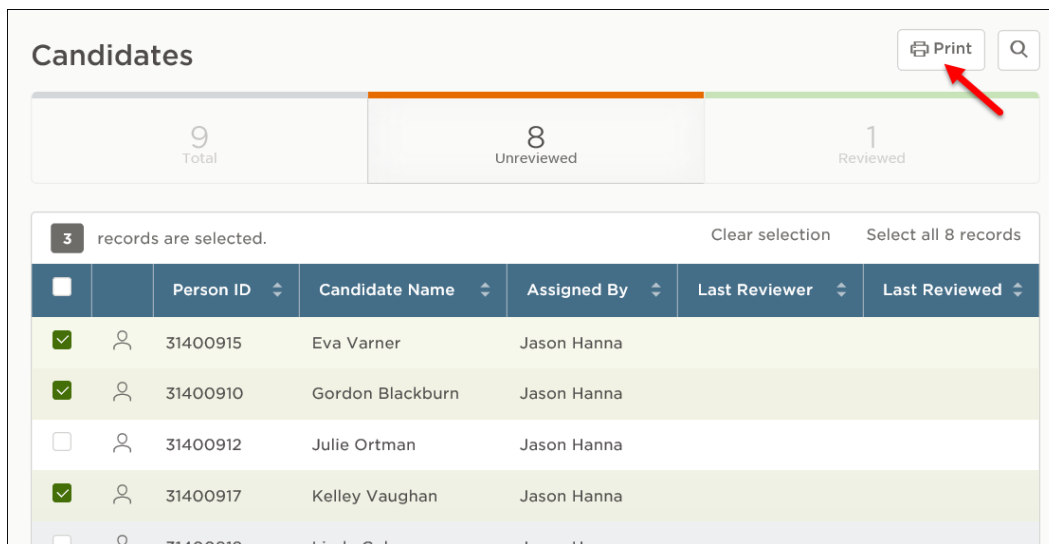 Candidates
Print
9
Total
8
Unreviewed
1
Reviewed
3 records are selected.
Clear selection
Select all 8 records
Person ID Candidate Name Assigned By Last Reviewer Last Reviewed
31400915 Eva Varner Jason Hanna
31400910 Gordon Blackburn Jason Hanna
31400912 Julie Ortman Jason Hanna
31400917 Kelley Vaughan Jason Hanna